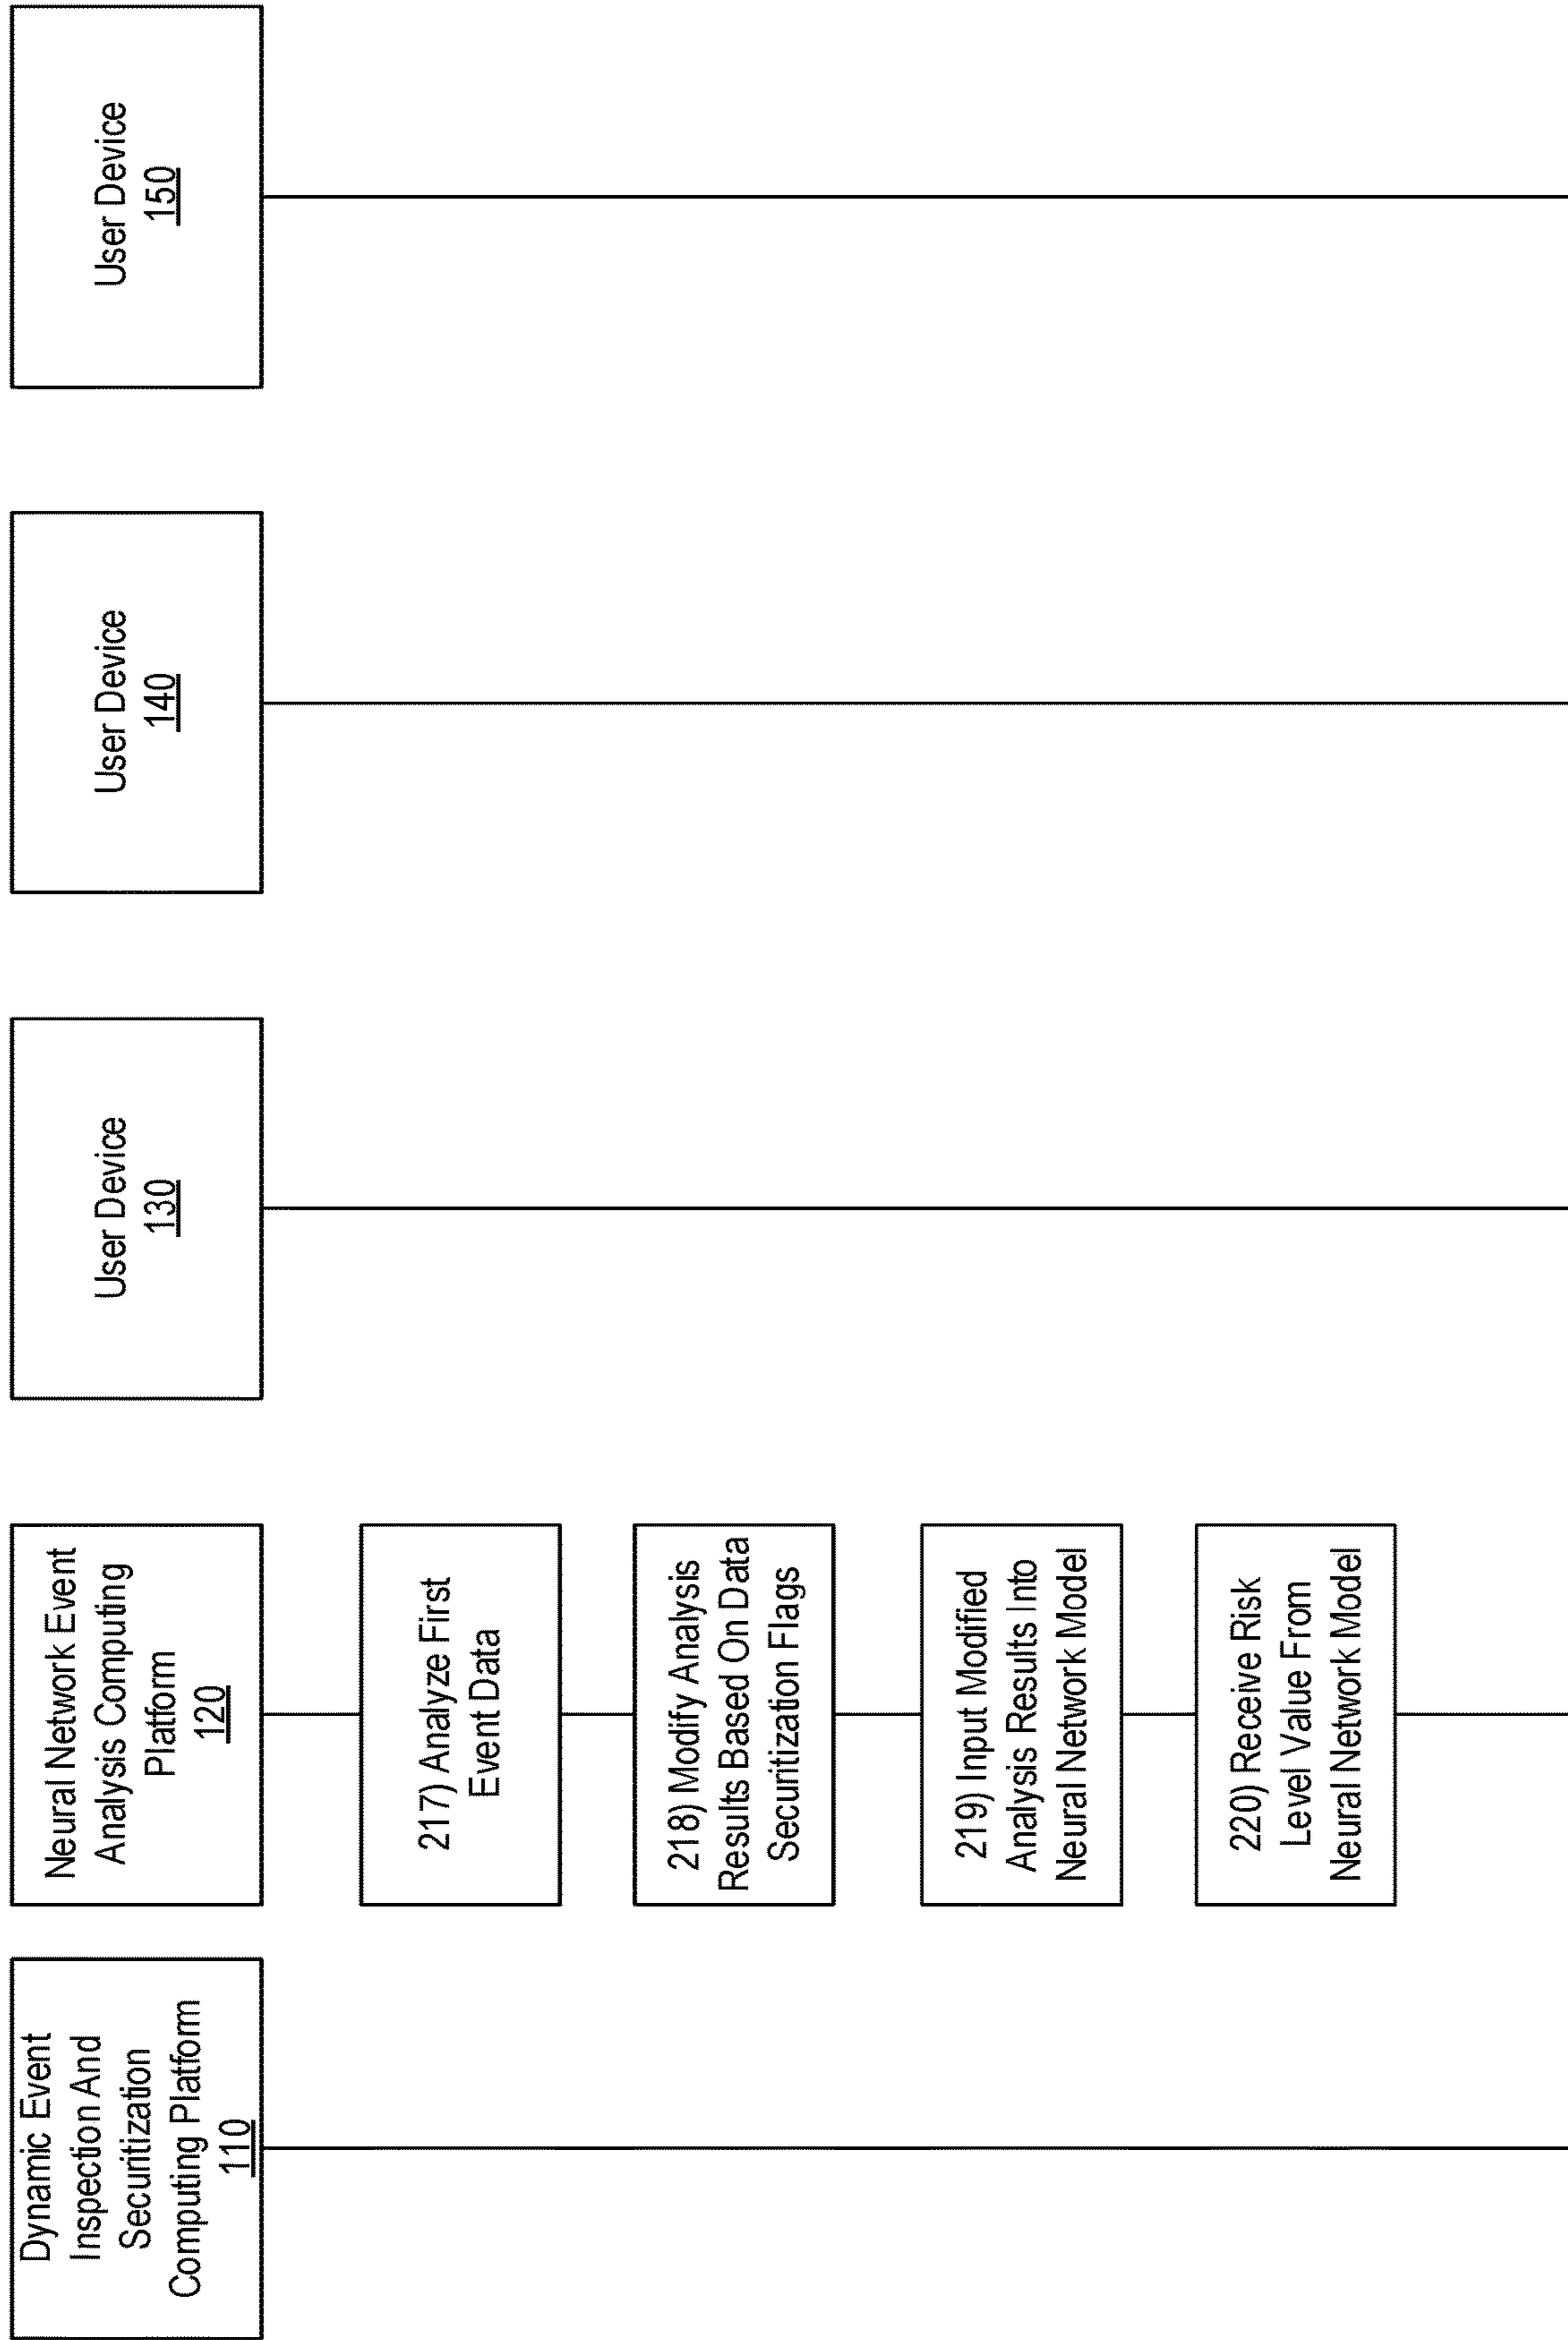 Dynamic Event
Inspection And
Securitization
Computing Platform
110
Neural Network Event
Analysis Computing
Platform
120
User Device
130
User Device
140
User Device
150
217) Analyze First
Event Data
218) Modify Analysis
Results Based On Data
Securitization Flags
219) Input Modified
Analysis Results Into
Neural Network Model
220) Receive Risk
Level Value From
Neural Network Model